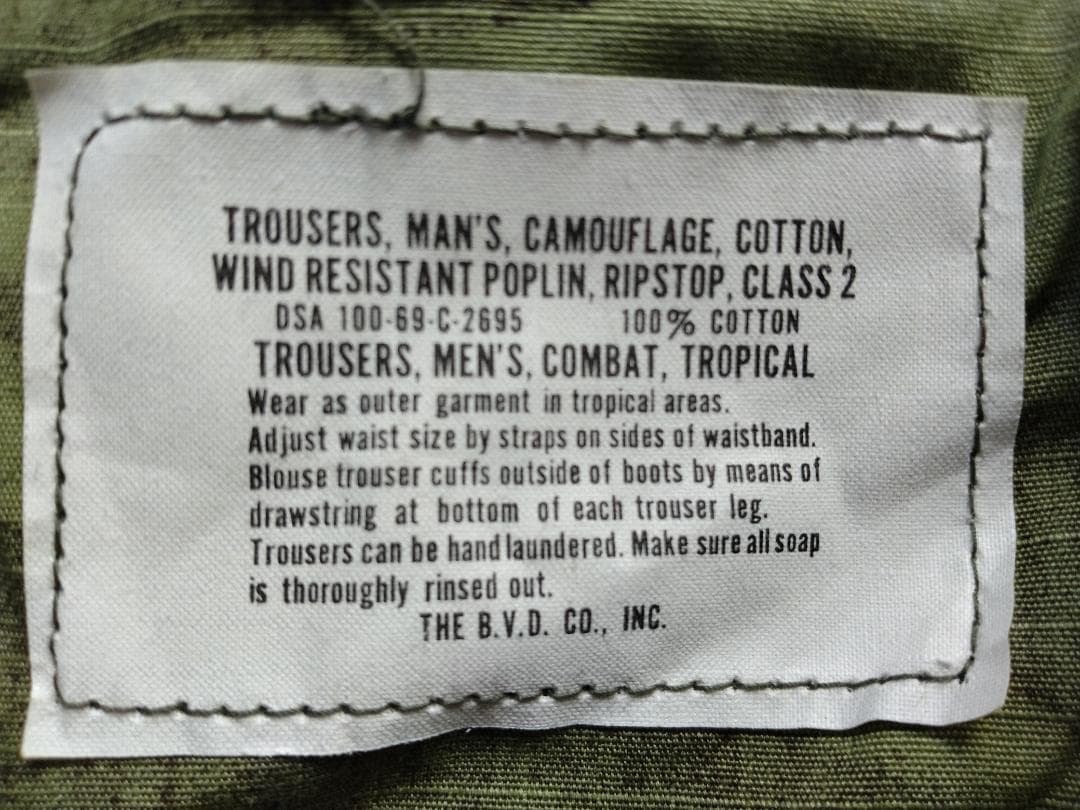 TROUSERS, MAN'S, CAMOUFLAGE, COTTON,
WIND RESISTANT POPLIN, RIPSTOP, CLASS 2
DSA 100-69-C-2695 100% COTTON
TROUSERS, MEN'S, COMBAT, TROPICAL
Wear as outer garment in tropical areas.
Adjust waist size by straps on sides of waistband.
Blouse trouser cuffs outside of boots by means of
drawstring at bottom of each trouser leg.
Trousers can be hand laundered. Make sure all soap
is thoroughly rinsed out.
THE B.V.D. CO., INC.